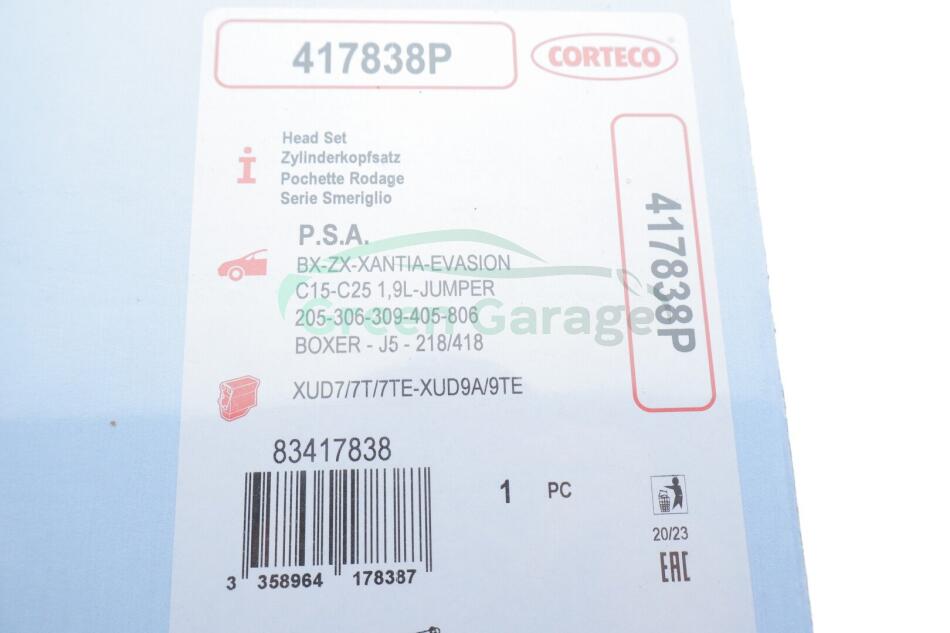 417838P
CORTECO
Head Set
Zylinderkopfsatz
Pochette Rodage
Serie Smeriglio
P.S.A.
BX-ZX-XANTIA-EVASION
C15-C25 1,9L-JUMPER
205-306-309-405-806
BOXER - J5 - 218/418
XUD7/7T/7TE-XUD9A/9TE
417838P
Green Garage
83417838
1 PC
3 358964 178387
20/23
EAC